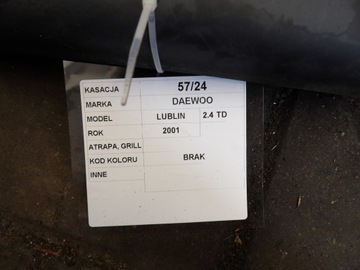 KASACJA 57/24
MARKA DAEWOO
MODEL LUBLIN 2.4 TD
ROK 2001
ATRAPA, GRILL
KOD KOLORU BRAK
INNE